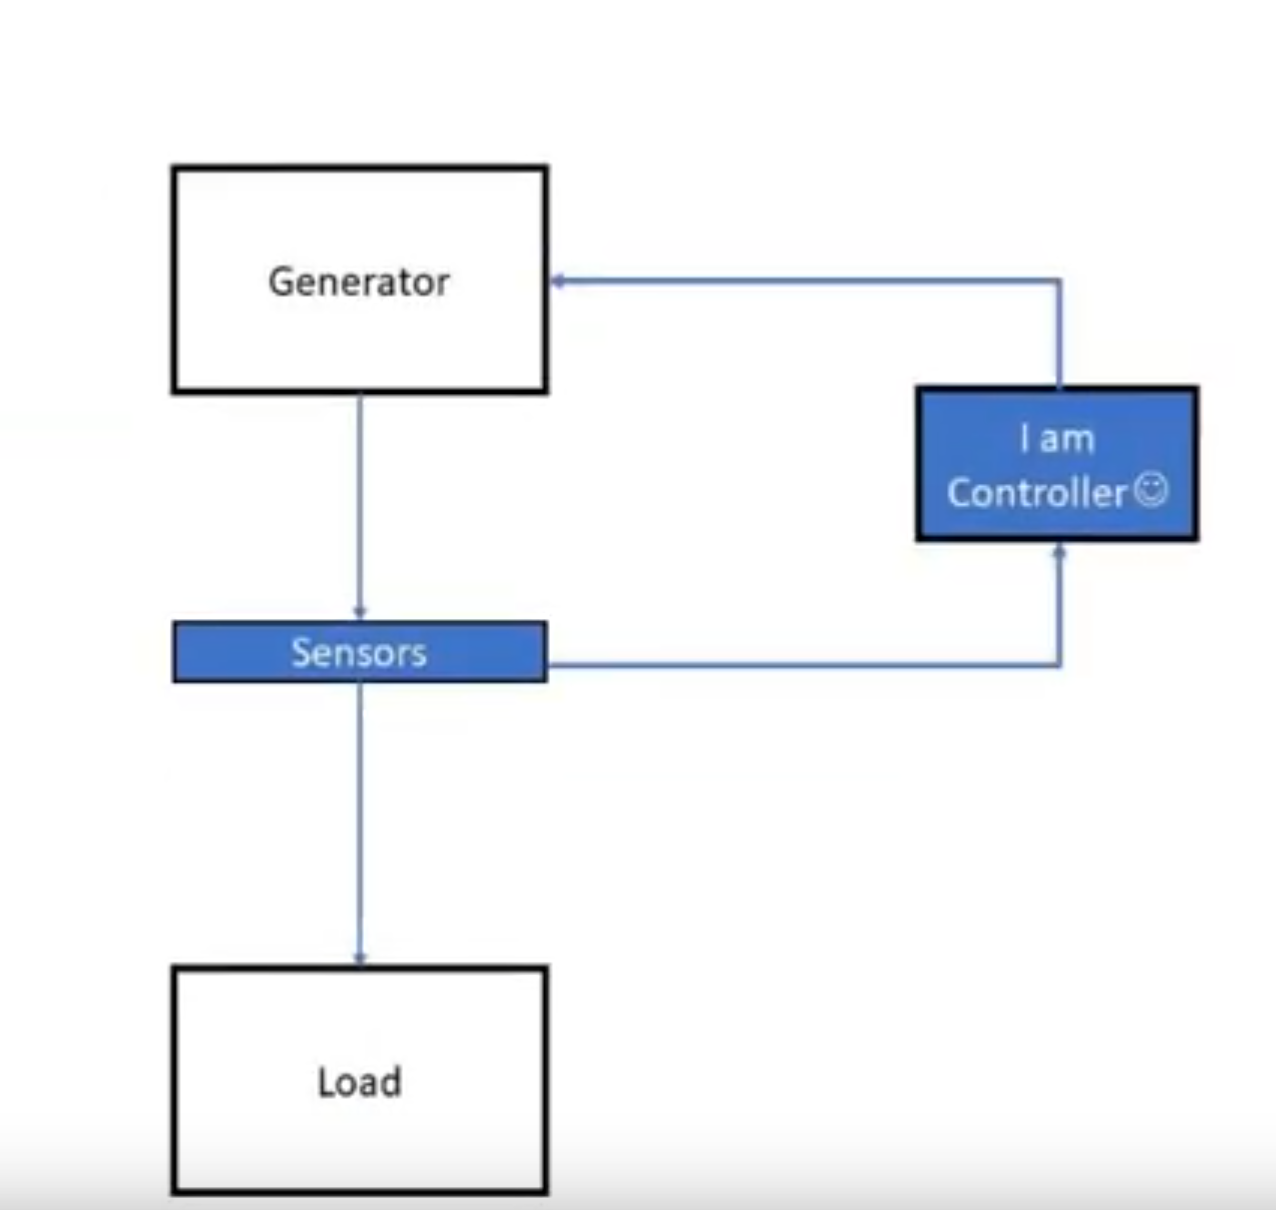 Generator
I am
Controller☺
Sensors
Load